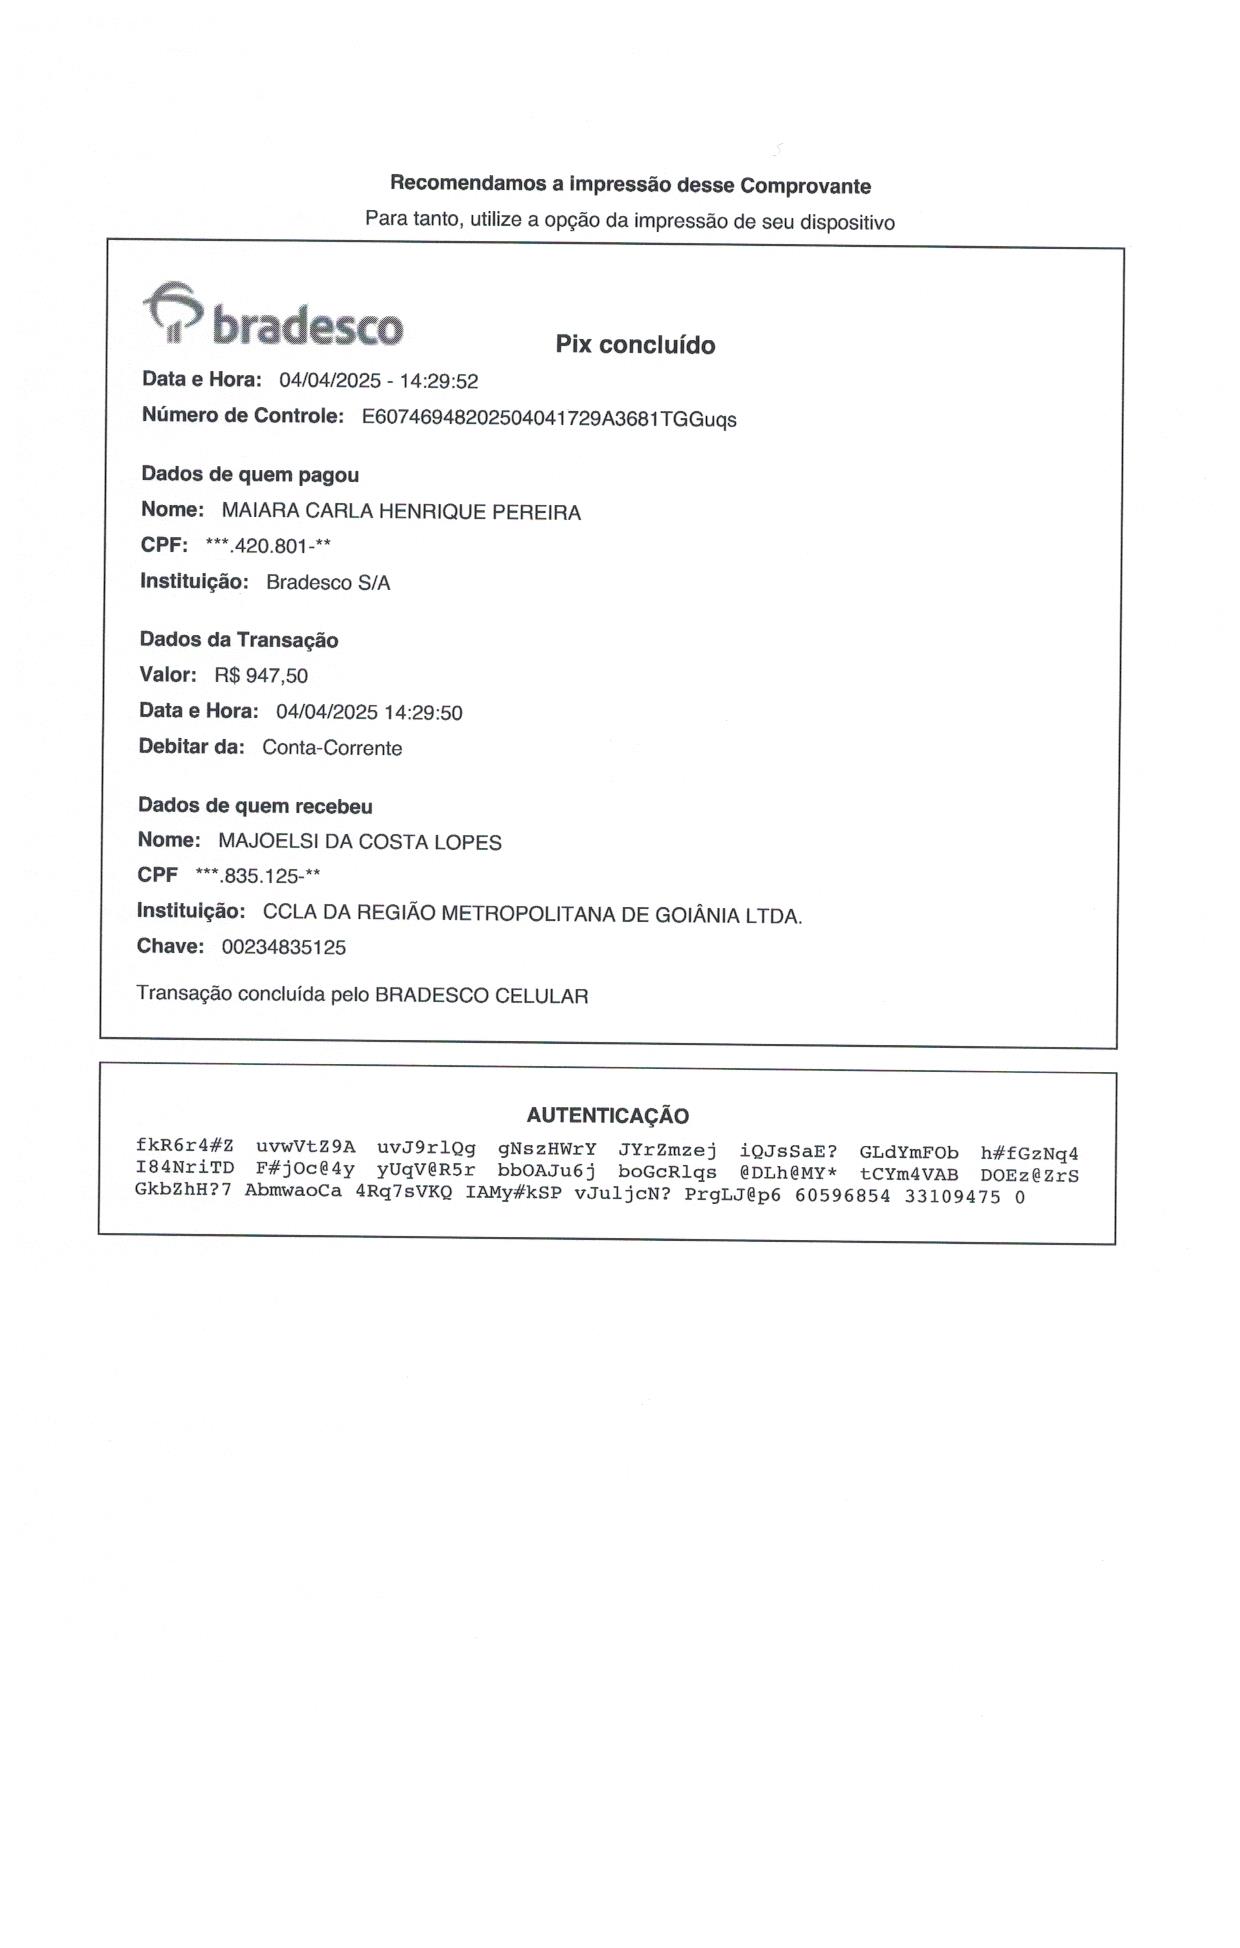 Recomendamos a impressão desse Comprovante
Para tanto, utilize a opção da impressão de seu dispositivo
bradesco
Pix concluído
Data e Hora: 04/04/2025 - 14:29:52
Número de Controle: E60746948202504041729A3681TGGuqs
Dados de quem pagou
Nome: MAIARA CARLA HENRIQUE PEREIRA
CPF: ***.420.801-**
Instituição: Bradesco S/A
Dados da Transação
Valor: R$ 947,50
Data e Hora: 04/04/2025 14:29:50
Debitar da: Conta-Corrente
Dados de quem recebeu
Nome: MAJOELSI DA COSTA LOPES
CPF ***.835.125-**
Instituição: CCLA DA REGIÃO METROPOLITANA DE GOIÂNIA LTDA.
Chave: 00234835125
Transação concluída pelo BRADESCO CELULAR
AUTENTICAÇÃO
fkR6r4#Z uvwVtZ9A uvJ9rlQg gNszHWrY JYrZmzej iQJsSaE? GLdYmFOb h#fGzNq4
I84NriTD F#jOc@4y yUqV@R5r bbOAJu6j boGcRlqs @DLh@MY* tCYm4VAB DOEz@ZrS
GkbZhH?7 AbmwaoCa 4Rq7sVKQ IAMy#kSP vJuljcN? PrgLJ@p6 60596854 33109475 0